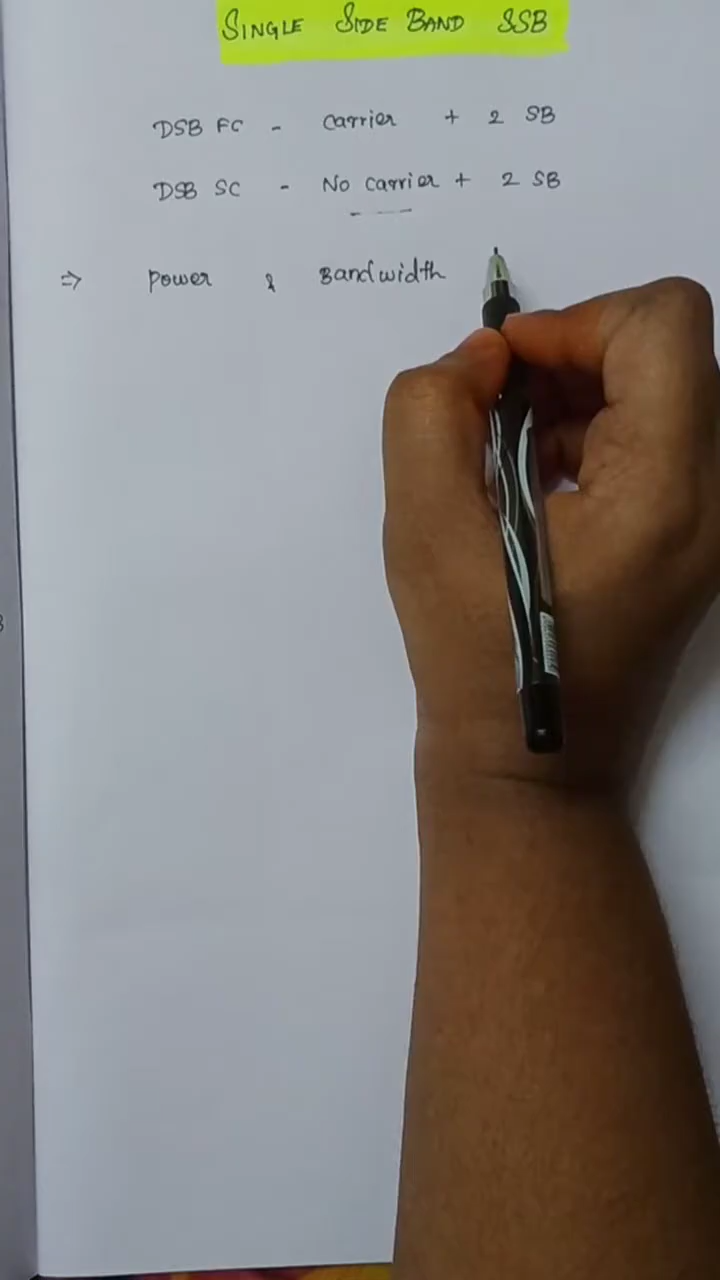 SINGLE SIDE BAND SSB
DSB FC - carrier + 2 SB
DSB SC - No carrier + 2 SB
⇒ power & Bandwidth